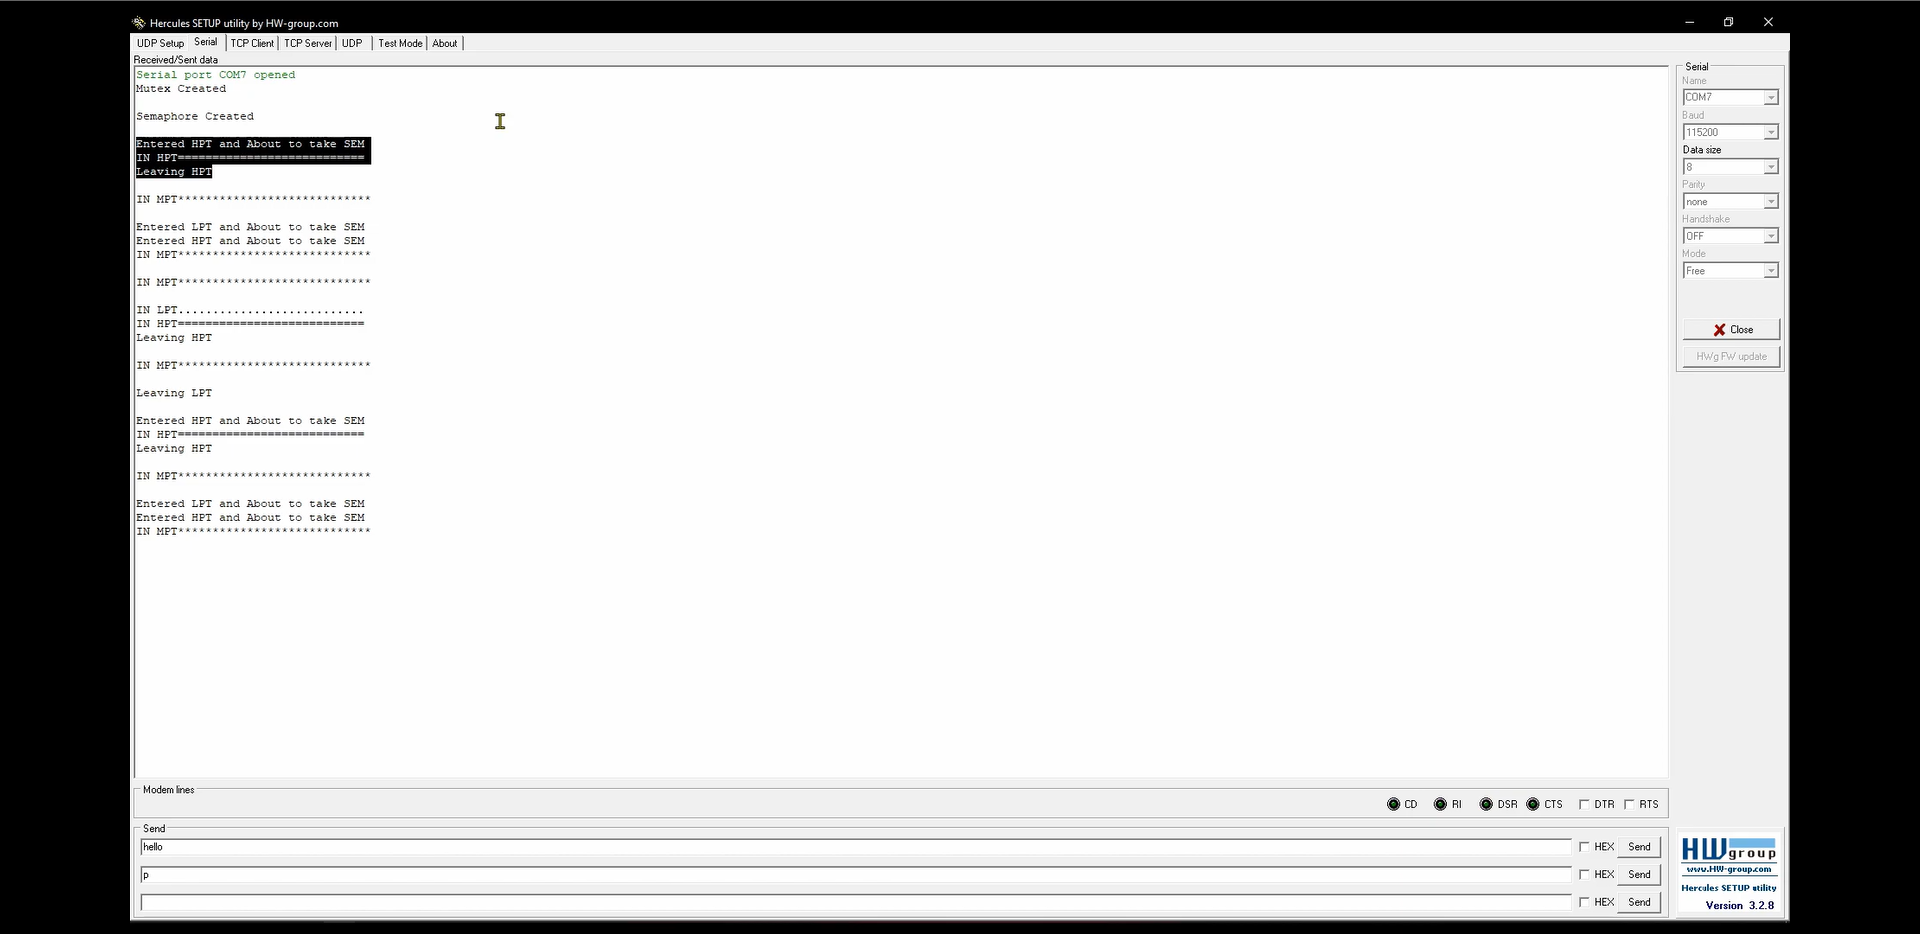 Hercules SETUP utility by HW-group.com
UDP Setup Serial TCP Client TCP Server UDP Test Mode About
Received/Sent data
Serial port COM7 opened
Mutex Created
Semaphore Created
Entered HPT and About to take SEM
IN HPT===========================
Leaving HPT
IN MPT****************************
Entered LPT and About to take SEM
Entered HPT and About to take SEM
IN MPT****************************
IN MPT****************************
IN LPT...........................
IN HPT===========================
Leaving HPT
IN MPT****************************
Leaving LPT
Entered HPT and About to take SEM
IN HPT===========================
Leaving HPT
IN MPT****************************
Entered LPT and About to take SEM
Entered HPT and About to take SEM
IN MPT****************************
Serial
Name
COM7
Baud
115200
Data size
8
Parity
none
Handshake
OFF
Mode
Free
Close
HWg FW update
Modem lines
CD RI DSR CTS DTR RTS
Send
hello HEX Send
p HEX Send
HEX Send
HWgroup
www.HW-group.com
Hercules SETUP utility
Version 3.2.8